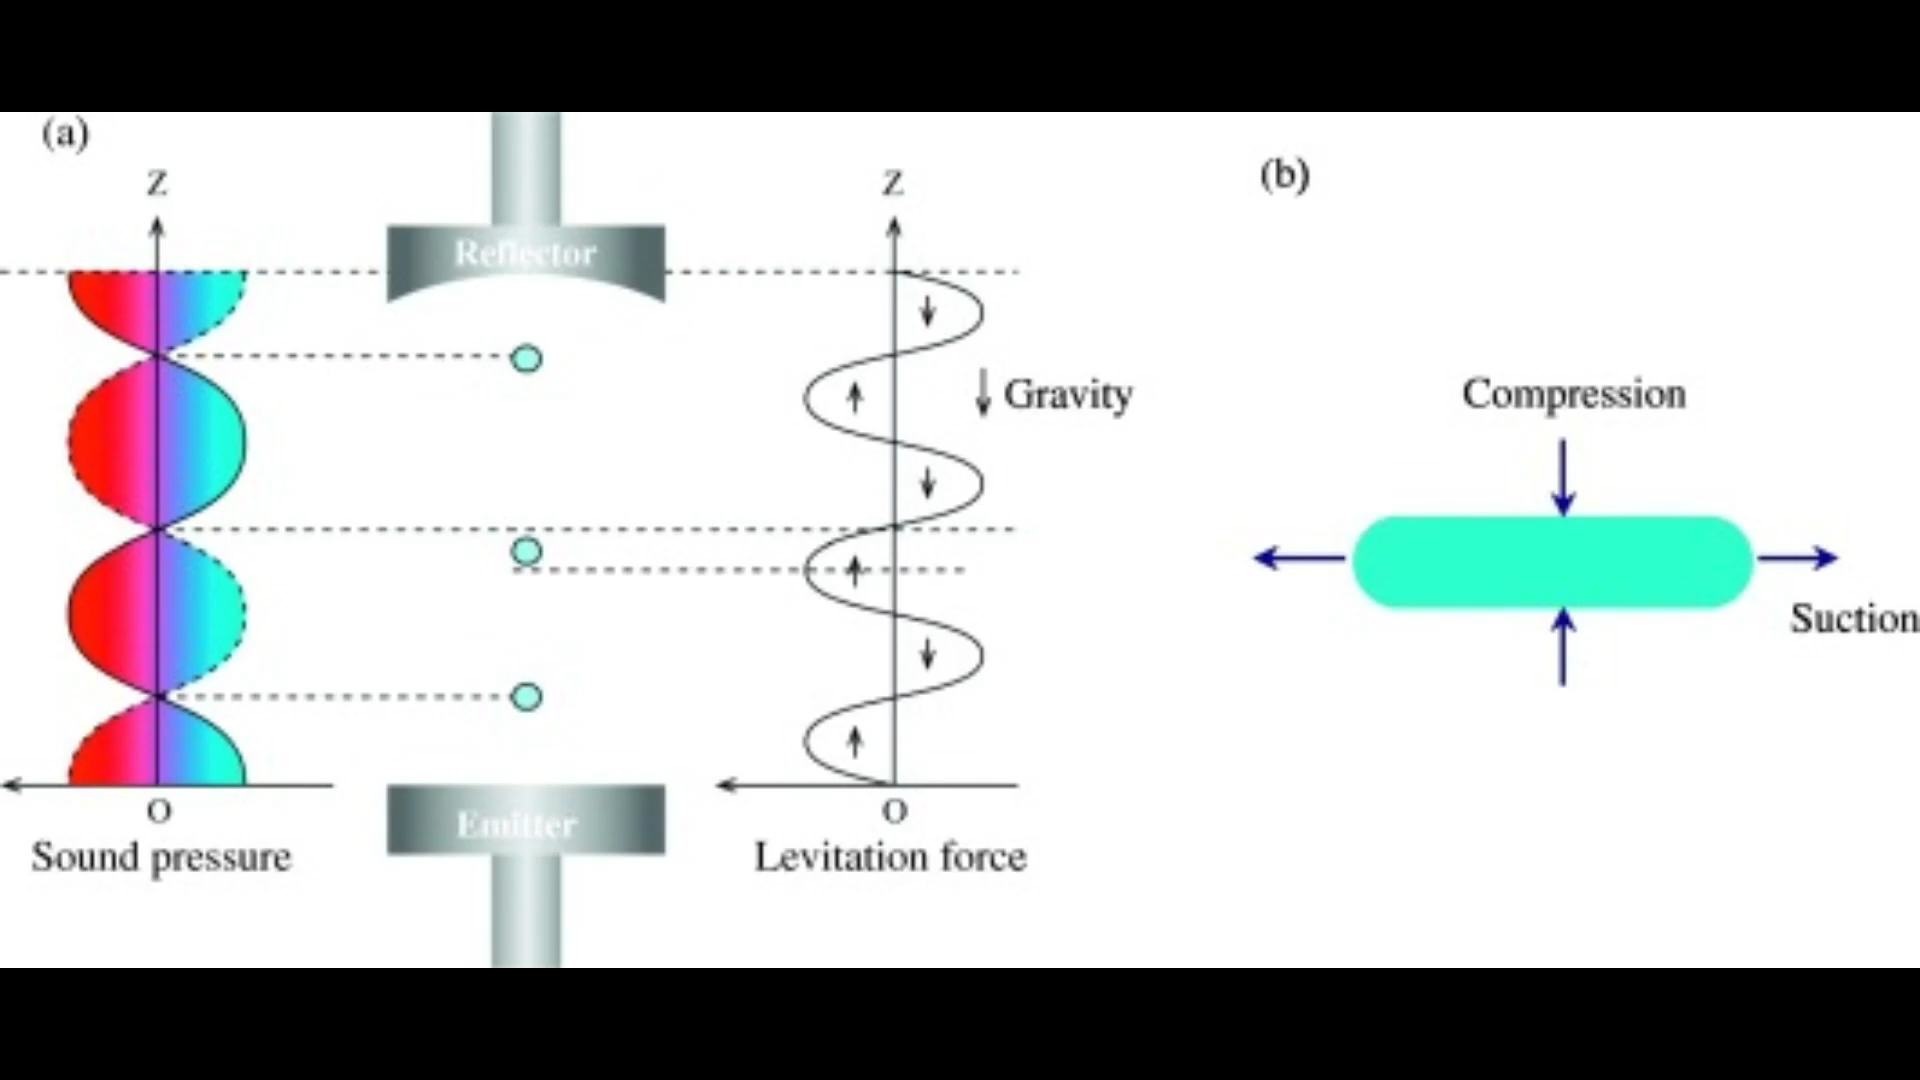 (a)
Z
Reflector
Z
Gravity
Emitter
O
Sound pressure
O
Levitation force
(b)
Compression
Suction